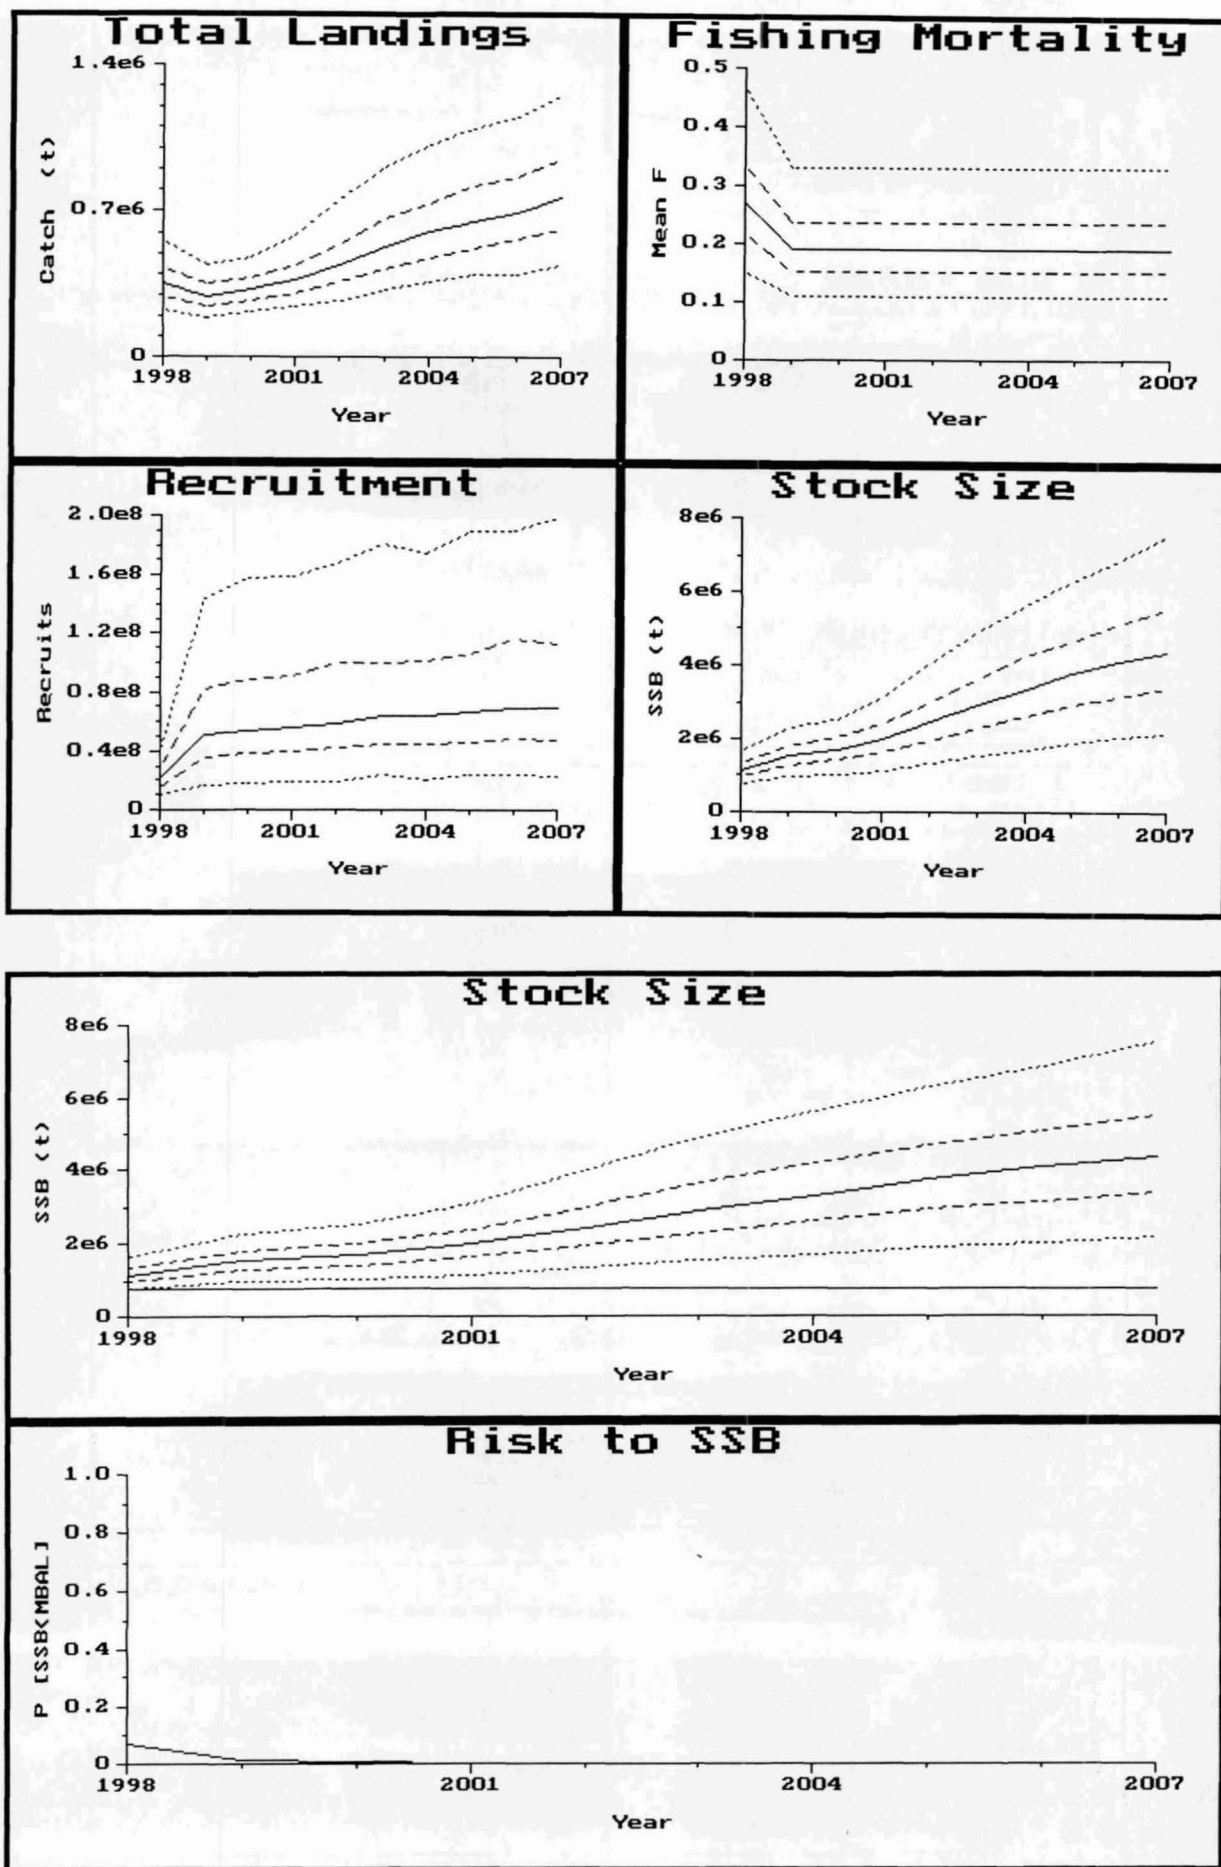 Total Landings
1.4e6
0.7e6
0
Catch (t)
1998 2001 2004 2007
Year
Fishing Mortality
0.5
0.4
0.3
0.2
0.1
0
Mean F
1998 2001 2004 2007
Year
Recruitment
2.0e8
1.6e8
1.2e8
0.8e8
0.4e8
0
Recruits
1998 2001 2004 2007
Year
Stock Size
8e6
6e6
4e6
2e6
0
SSB (t)
1998 2001 2004 2007
Year
Stock Size
8e6
6e6
4e6
2e6
0
SSB (t)
1998 2001 2004 2007
Year
Risk to SSB
1.0
0.8
0.6
0.4
0.2
0
P [SSB<MBAL]
1998 2001 2004 2007
Year